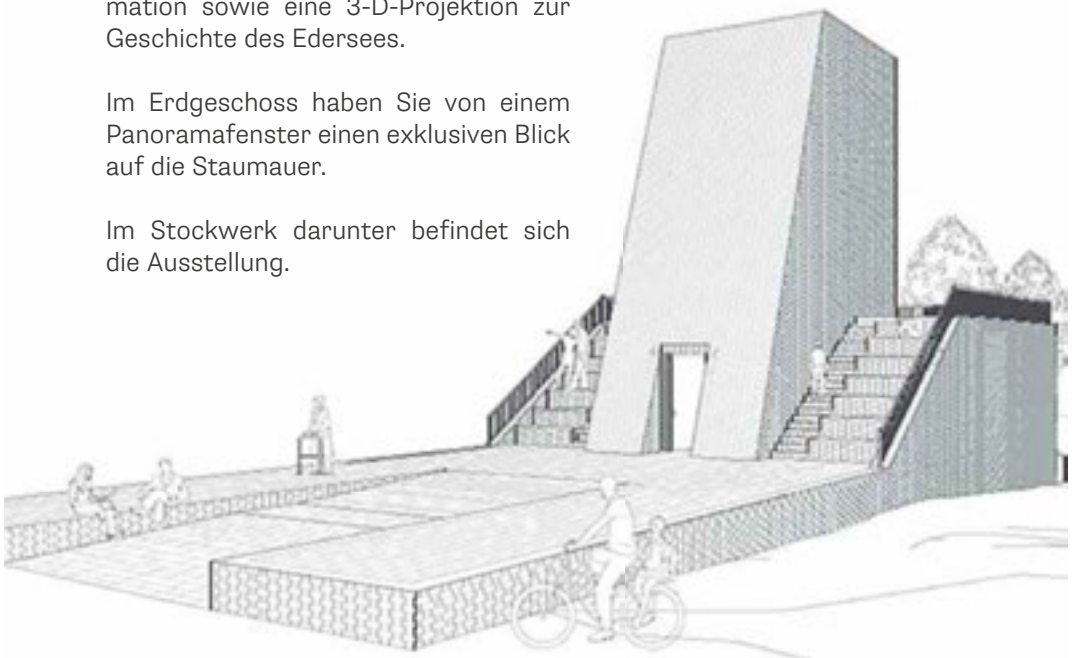 mation sowie eine 3-D-Projektion zur
Geschichte des Edersees.
Im Erdgeschoss haben Sie von einem
Panoramafenster einen exklusiven Blick
auf die Staumauer.
Im Stockwerk darunter befindet sich
die Ausstellung.